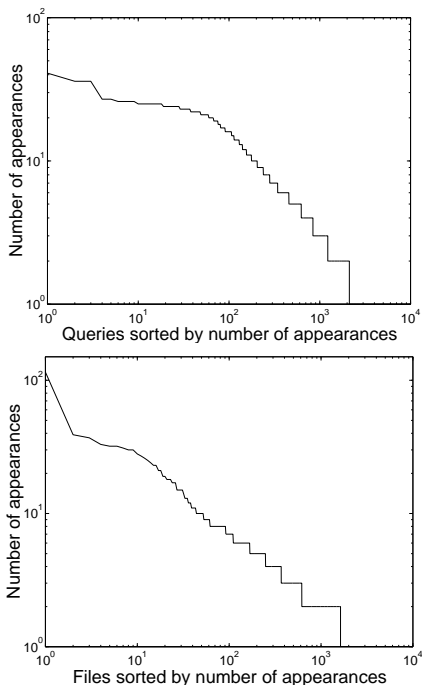 10^2
10^1
10^0
Number of appearances
10^0 10^1 10^2 10^3 10^4
Queries sorted by number of appearances
10^2
10^1
10^0
Number of appearances
10^0 10^1 10^2 10^3 10^4
Files sorted by number of appearances